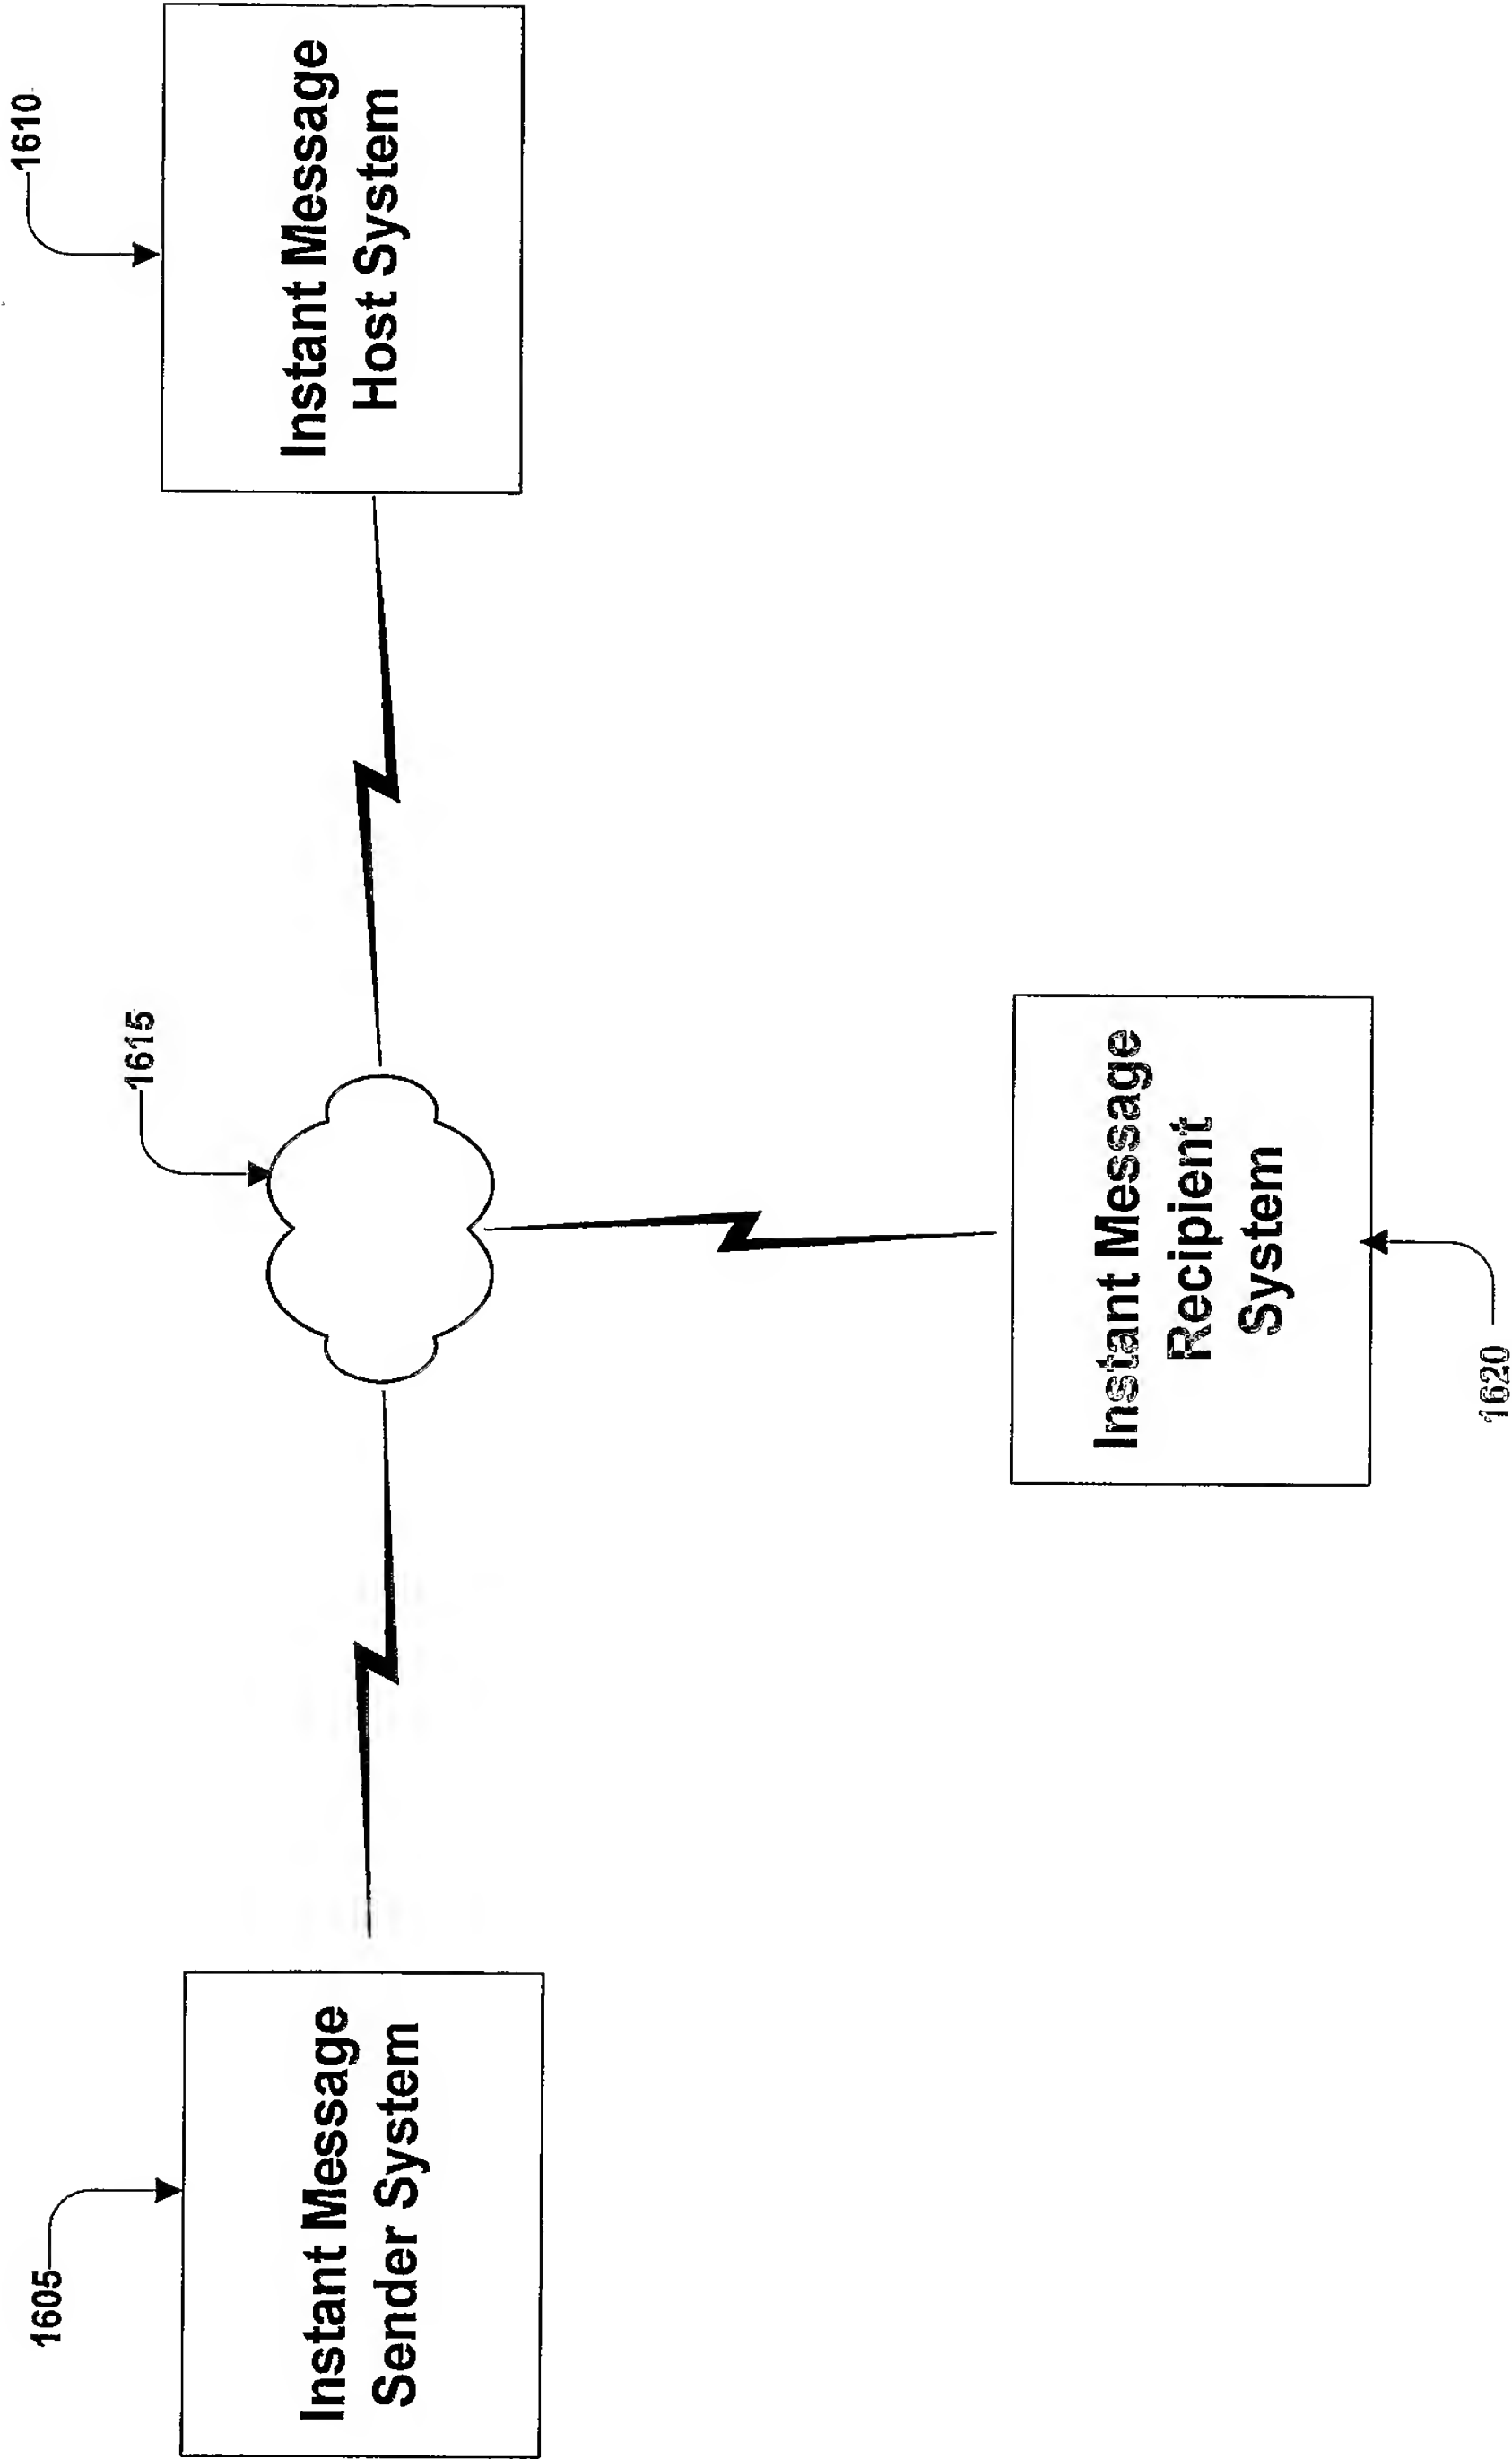 1605
Instant Message
Sender System
1615
1610
Instant Message
Host System
Instant Message
Recipient
System
1620